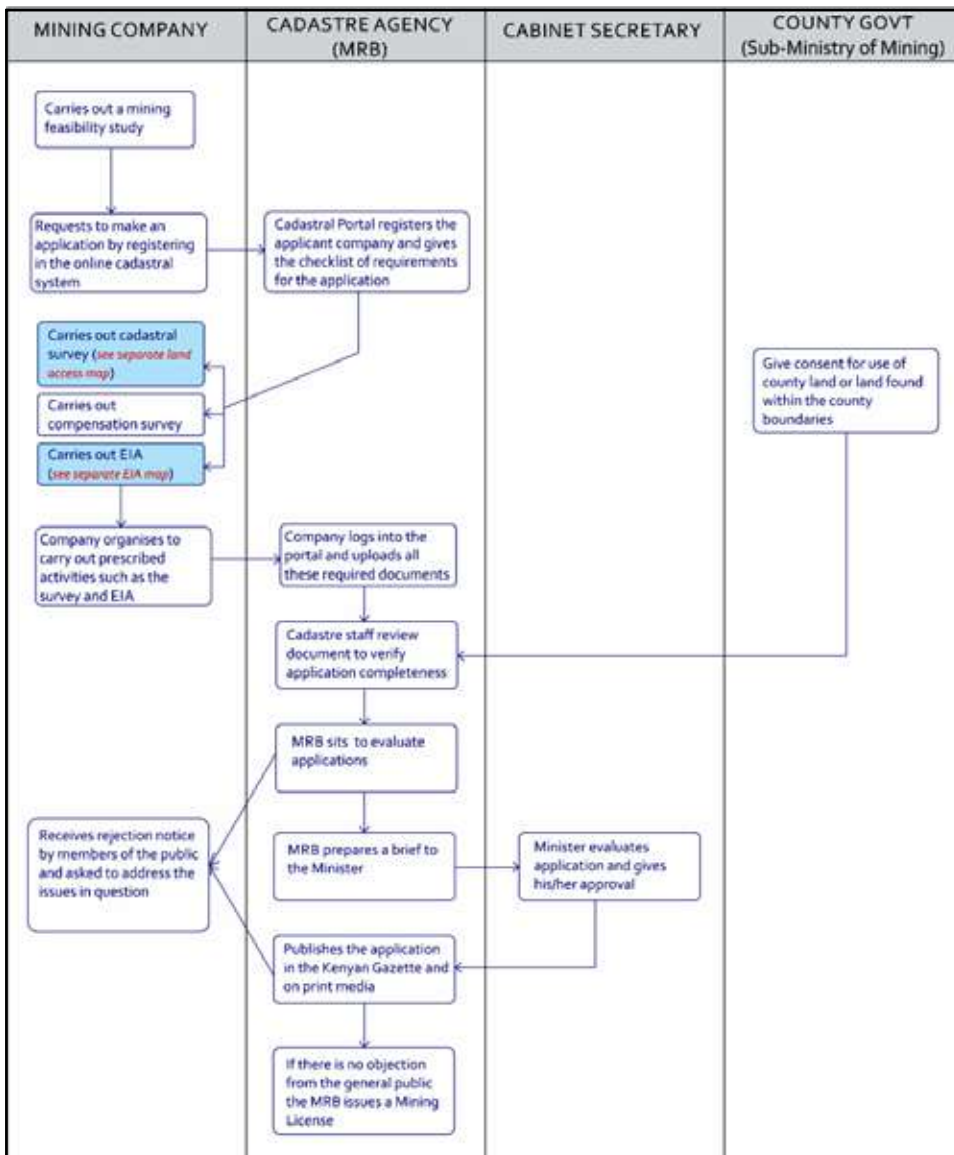 MINING COMPANY
CADASTRE AGENCY
(MRB)
CABINET SECRETARY
COUNTY GOVT
(Sub-Ministry of Mining)
Carries out a mining
feasibility study
Requests to make an
application by registering
in the online cadastral
system
Cadastral Portal registers the
applicant company and gives
the checklist of requirements
for the application
Carries out cadastral
survey (see separate land
access map)
Carries out
compensation survey
Carries out EIA
(see separate EIA map)
Give consent for use of
county land or land found
within the county
boundaries
Company organises to
carry out prescribed
activities such as the
survey and EIA
Company logs into the
portal and uploads all
these required documents
Cadastre staff review
document to verify
application completeness
MRB sits to evaluate
applications
Receives rejection notice
by members of the public
and asked to address the
issues in question
MRB prepares a brief to
the Minister
Minister evaluates
application and gives
his/her approval
Publishes the application
in the Kenyan Gazette and
on print media
If there is no objection
from the general public
the MRB issues a Mining
License